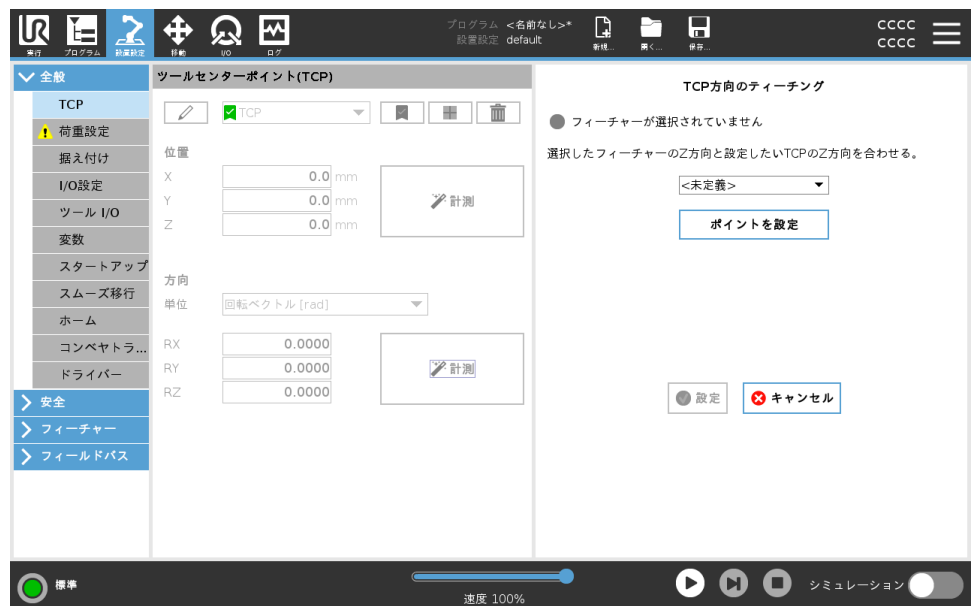 実行
プログラム
設置設定
移動
I/O
ログ
プログラム <名前なし>*
設置設定 default
新規...
開く...
保存...
CCCC
CCCC
全般
TCP
荷重設定
据え付け
I/O設定
ツール I/O
変数
スタートアップ
スムーズ移行
ホーム
コンベヤトラ...
ドライバー
安全
フィーチャー
フィールドバス
ツールセンターポイント(TCP)
TCP
位置
X 0.0 mm
Y 0.0 mm
Z 0.0 mm
計測
方向
単位 回転ベクトル [rad]
RX 0.0000
RY 0.0000
RZ 0.0000
計測
TCP方向のティーチング
フィーチャーが選択されていません
選択したフィーチャーのZ方向と設定したいTCPのZ方向を合わせる。
<未定義>
ポイントを設定
設定
キャンセル
標準
速度 100%
シミュレーション